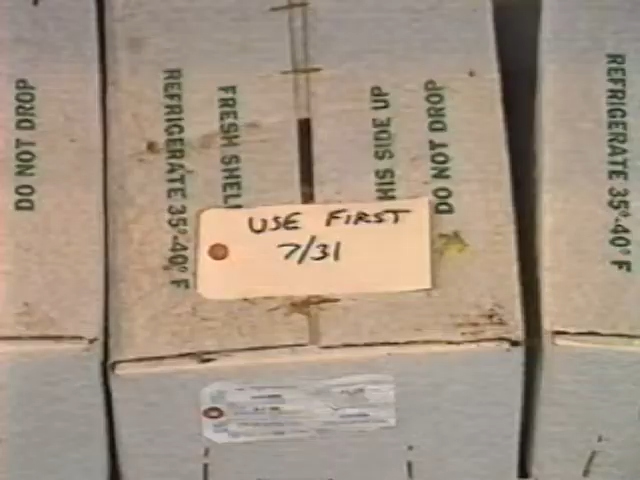 DO NOT DROP
REFRIGERATE 35°-40° F
FRESH SHEL
HIS SIDE UP
DO NOT DROP
REFRIGERATE 35°-40° F
USE FIRST
7/31